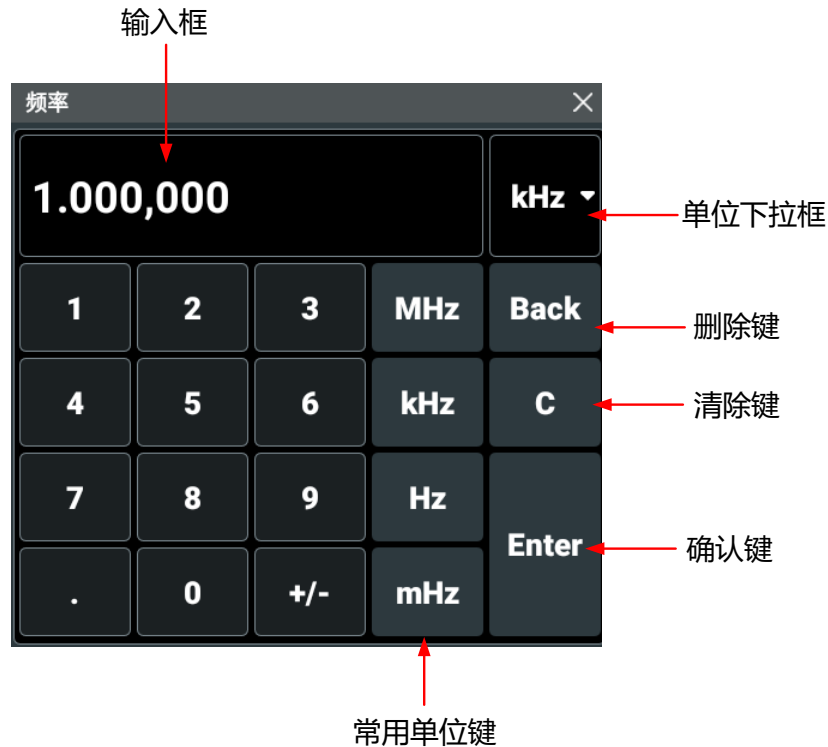 输入框
频率
1.000,000 kHz
单位下拉框
1 2 3 MHz Back
删除键
4 5 6 kHz C
清除键
7 8 9 Hz
Enter
确认键
. 0 +/- mHz
常用单位键